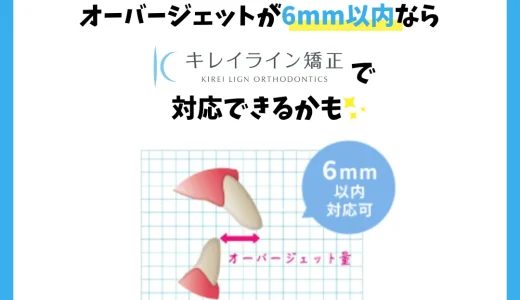 オーバージェットが6mm以内なら
キレイライン矯正で
KIREI LIGN ORTHODONTICS
対応できるかも
6mm
以内
対応可
オーバージェット量